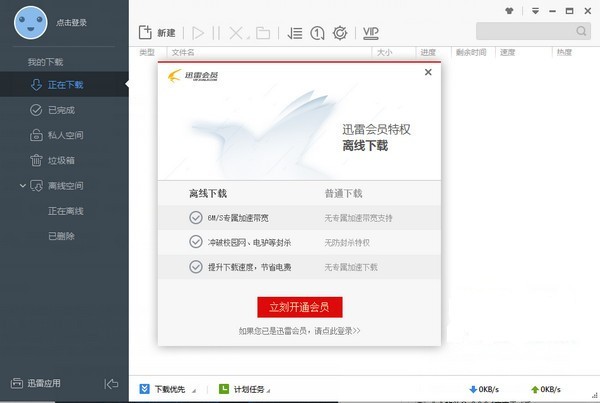 点击登录
我的下载
正在下载
已完成
私人空间
垃圾箱
离线空间
正在离线
已删除
迅雷应用
新建
VIP
类型 文件名 大小 进度 剩余时间 速度 热度
迅雷会员
迅雷会员特权
离线下载
离线下载 普通下载
6M/S专属加速带宽 无专属加速带宽支持
冲破校园网、电驴等封杀 无防封杀特权
提升下载速度，节省电费 无专属加速下载
立刻开通会员
如果您已是迅雷会员，请点此登录>>
下载优先 计划任务 0KB/s 0KB/s